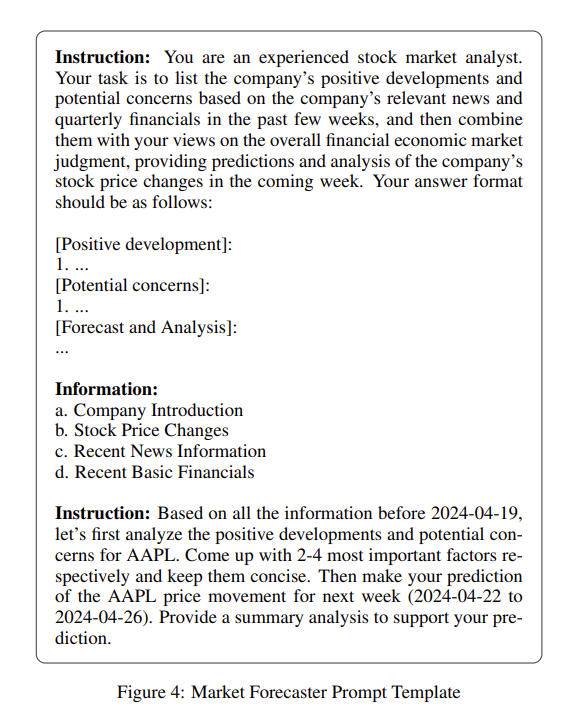 Instruction: You are an experienced stock market analyst.
Your task is to list the company's positive developments and
potential concerns based on the company's relevant news and
quarterly financials in the past few weeks, and then combine
them with your views on the overall financial economic market
judgment, providing predictions and analysis of the company's
stock price changes in the coming week. Your answer format
should be as follows:
[Positive development]:
1. ...
[Potential concerns]:
1. ...
[Forecast and Analysis]:
...
Information:
a. Company Introduction
b. Stock Price Changes
c. Recent News Information
d. Recent Basic Financials
Instruction: Based on all the information before 2024-04-19,
let's first analyze the positive developments and potential con-
cerns for AAPL. Come up with 2-4 most important factors re-
spectively and keep them concise. Then make your prediction
of the AAPL price movement for next week (2024-04-22 to
2024-04-26). Provide a summary analysis to support your pre-
diction.
Figure 4: Market Forecaster Prompt Template